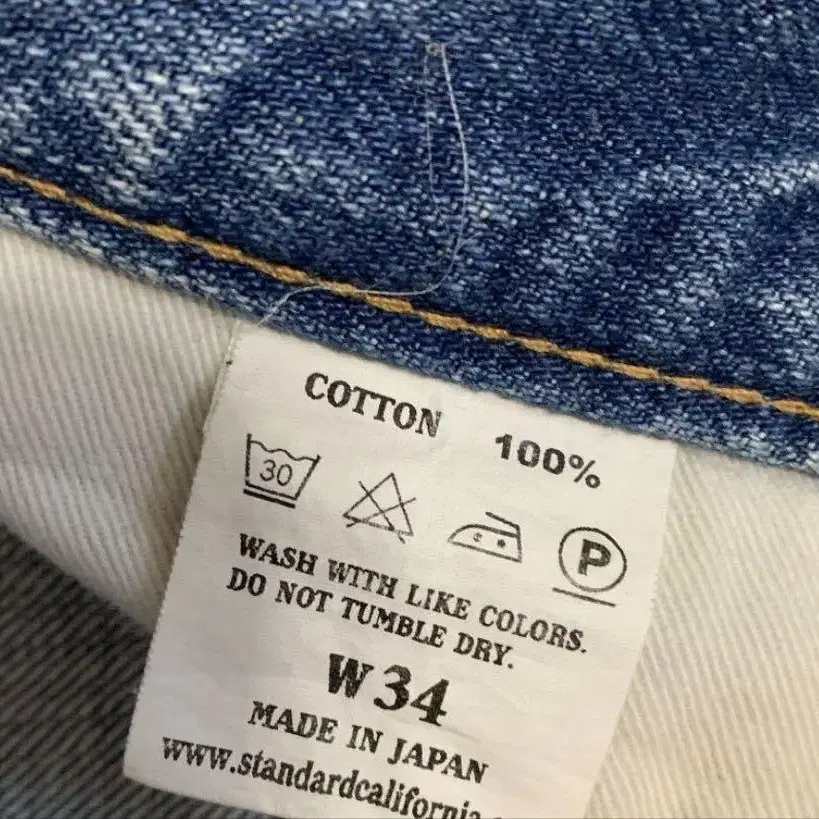 COTTON 100%
30
P
WASH WITH LIKE COLORS.
DO NOT TUMBLE DRY.
W34
MADE IN JAPAN
www.standardcalifornia